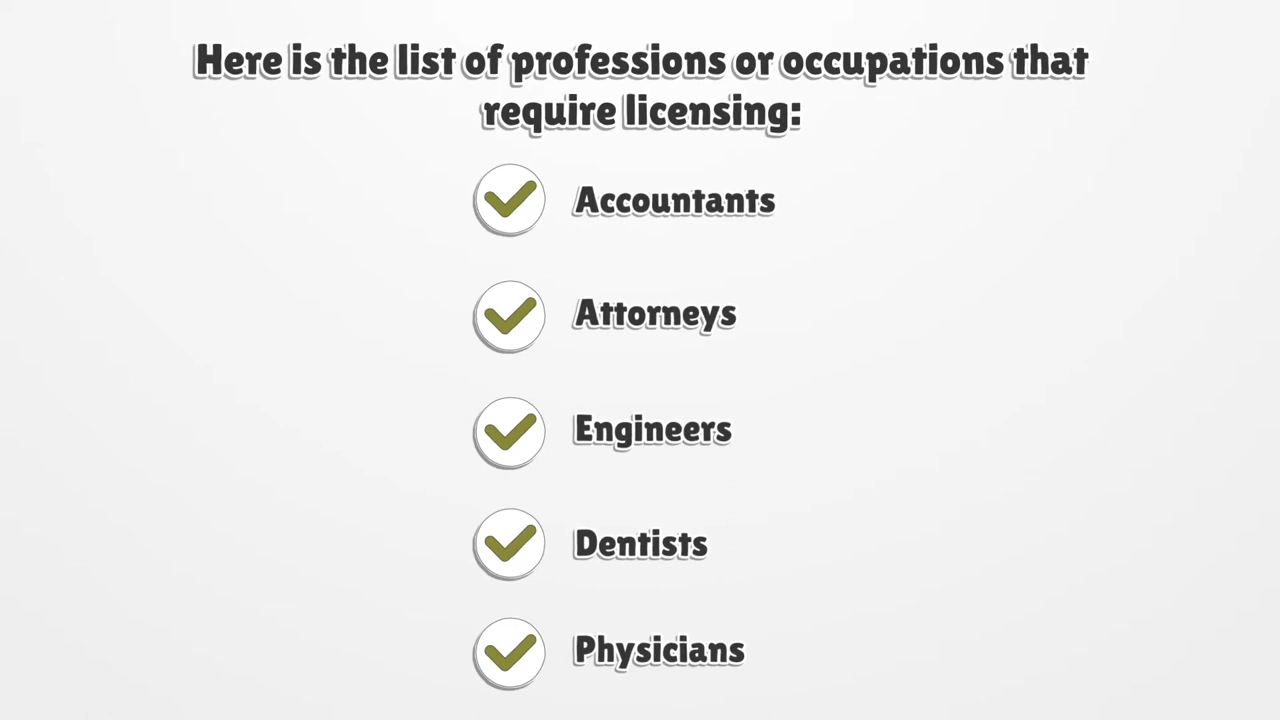 Here is the list of professions or occupations that
require licensing:
Accountants
Attorneys
Engineers
Dentists
Physicians